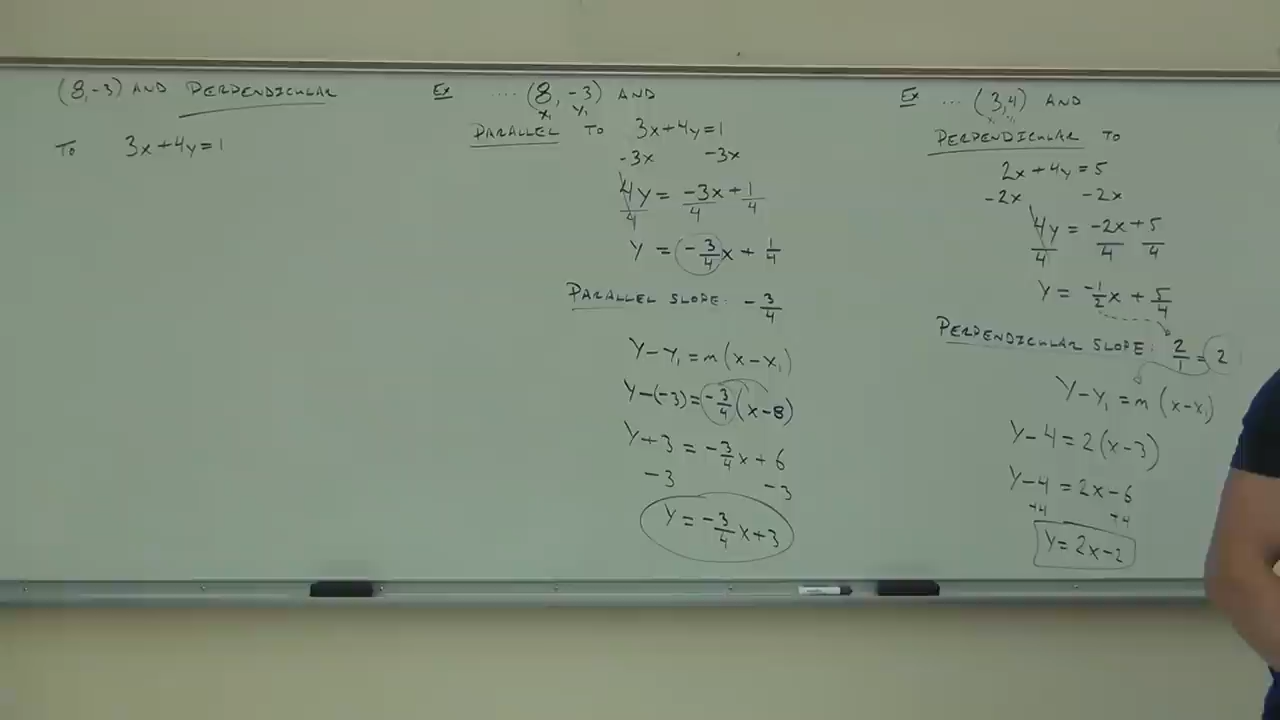 (8,-3) AND PERPENDICULAR
TO 3x+4y=1
Ex .... (8, -3) AND
x₁ y₁
PARALLEL TO 3x+4y=1
-3x -3x
4y/4 = -3x/4 + 1/4
y = -3/4 x + 1/4
PARALLEL SLOPE: -3/4
y-y₁=m(x-x₁)
y-(-3)=-3/4(x-8)
y+3=-3/4x+6
-3 -3
y=-3/4x+3
Ex ... (3,4) AND
x₁ y₁
PERPENDICULAR TO
2x+4y=5
-2x -2x
4y/4 = -2x/4 + 5/4
y = -1/2 x + 5/4
PERPENDICULAR SLOPE: 2/1 = 2
y-y₁=m(x-x₁)
y-4=2(x-3)
y-4=2x-6
+4 +4
y=2x-2